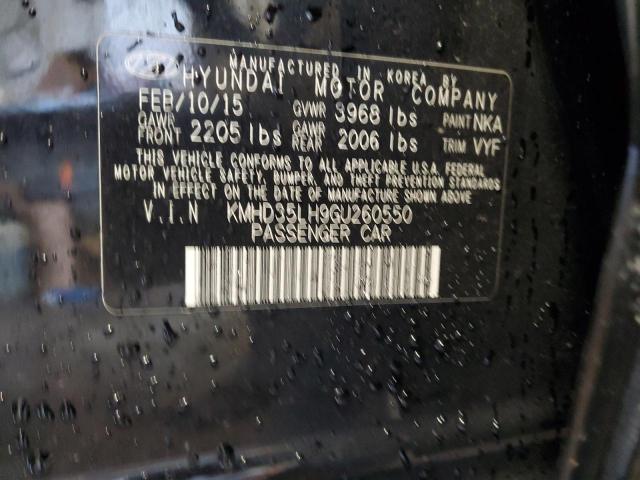 MANUFACTURED IN KOREA BY
HYUNDAI MOTOR COMPANY
FEB/10/15 GVWR 3968 lbs PAINT NKA
GAWR FRONT 2205 lbs GAWR REAR 2006 lbs TRIM VYF
THIS VEHICLE CONFORMS TO ALL APPLICABLE U.S.A. FEDERAL
MOTOR VEHICLE SAFETY, BUMPER, AND THEFT PREVENTION STANDARDS
IN EFFECT ON THE DATE OF MANUFACTURE SHOWN ABOVE
V.I.N KMHD35LH9GU260550
PASSENGER CAR